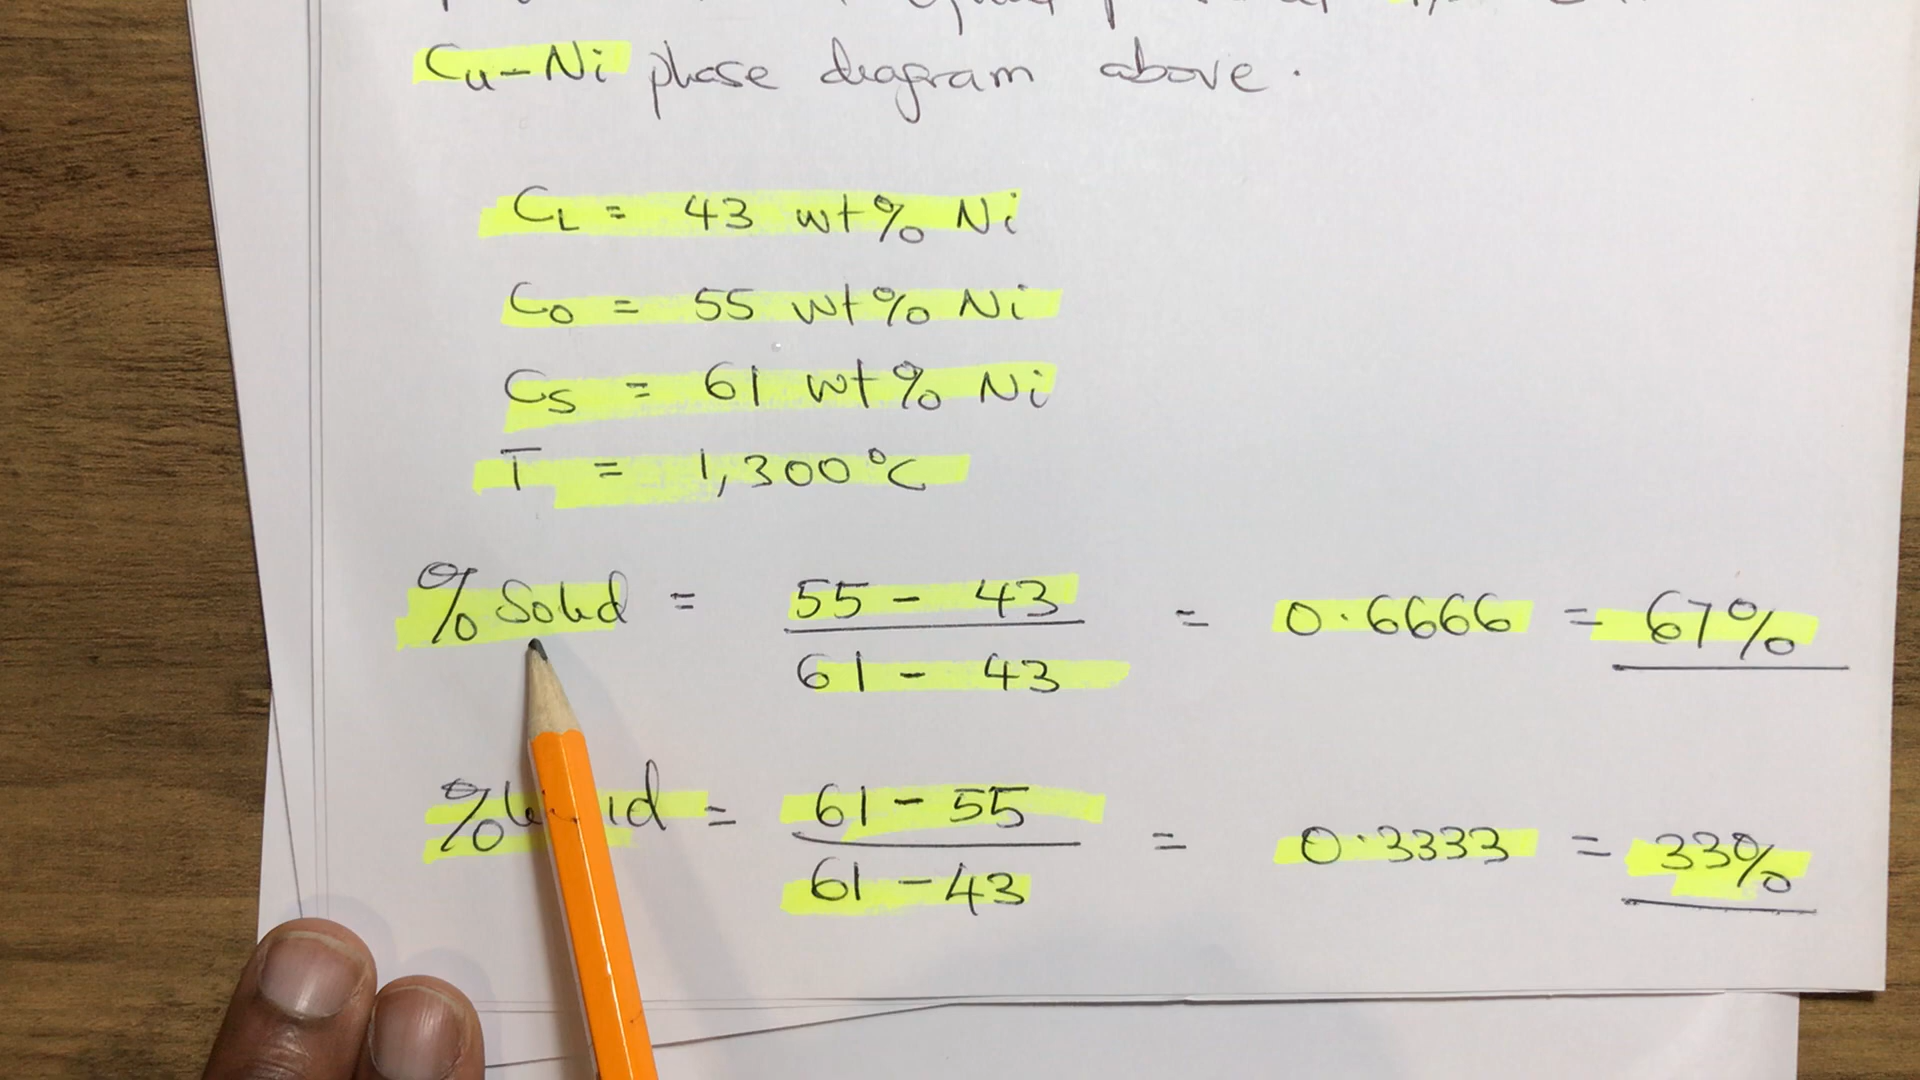 Cu-Ni phase diagram above.
CL = 43 wt% Ni
Co = 55 wt% Ni
Cs = 61 wt% Ni
T = 1,300°C
% Solid = 55 - 43 / 61 - 43 = 0.6666 = 67%
= 61 - 55 / 61 - 43 = 0.3333 = 33%